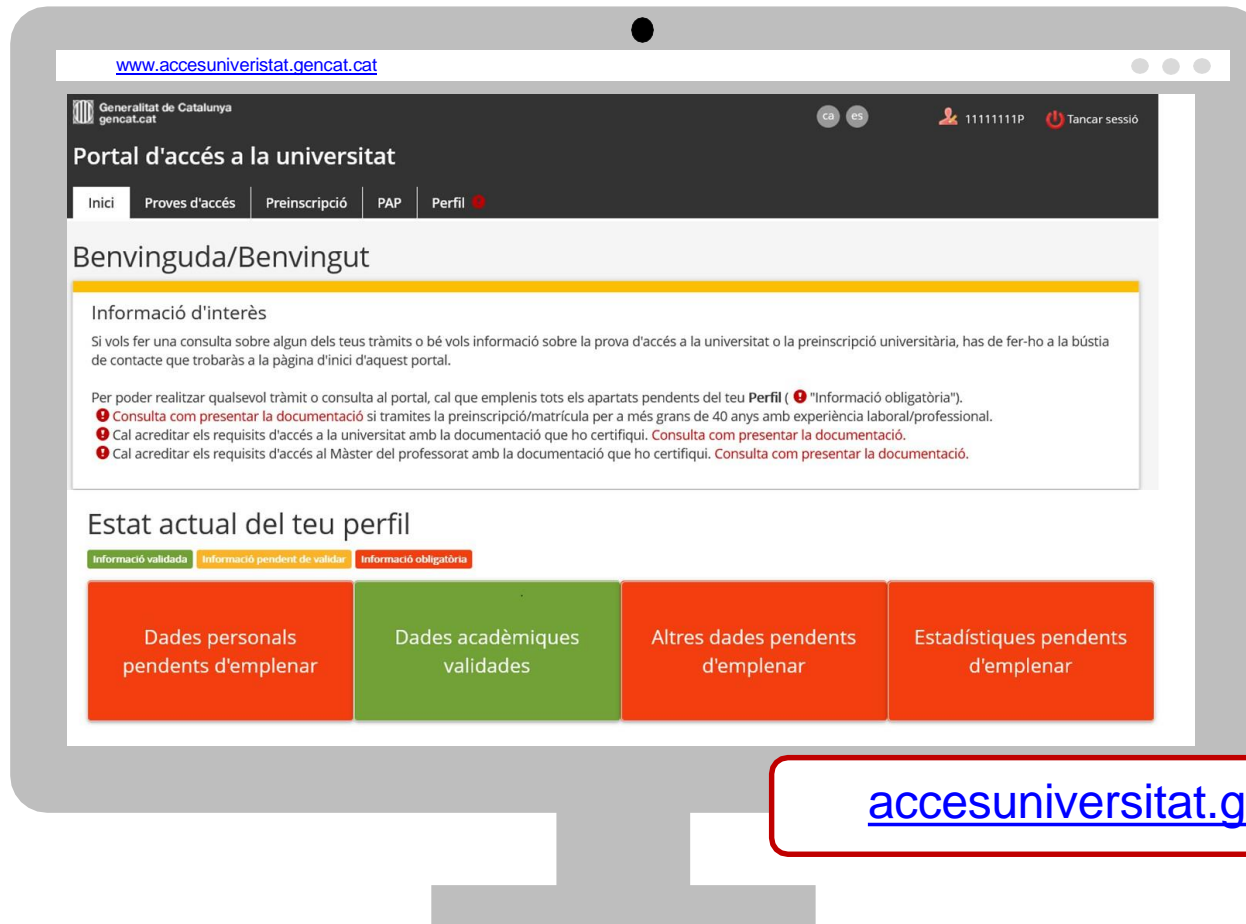 www.accesuniveristat.gencat.cat
Generalitat de Catalunya
gencat.cat
ca es 11111111P Tancar sessió
Portal d'accés a la universitat
Inici Proves d'accés Preinscripció PAP Perfil
Benvinguda/Benvingut
Informació d'interès
Si vols fer una consulta sobre algun dels teus tràmits o bé vols informació sobre la prova d'accés a la universitat o la preinscripció universitària, has de fer-ho a la bústia
de contacte que trobaràs a la pàgina d'inici d'aquest portal.
Per poder realitzar qualsevol tràmit o consulta al portal, cal que emplenis tots els apartats pendents del teu Perfil ( "Informació obligatòria").
Consulta com presentar la documentació si tramites la preinscripció/matrícula per a més grans de 40 anys amb experiència laboral/professional.
Cal acreditar els requisits d'accés a la universitat amb la documentació que ho certifiqui. Consulta com presentar la documentació.
Cal acreditar els requisits d'accés al Màster del professorat amb la documentació que ho certifiqui. Consulta com presentar la documentació.
Estat actual del teu perfil
Informació validada Informació pendent de validar Informació obligatòria
Dades personals
pendents d'emplenar
Dades acadèmiques
validades
Altres dades pendents
d'emplenar
Estadístiques pendents
d'emplenar
accesuniversitat.g